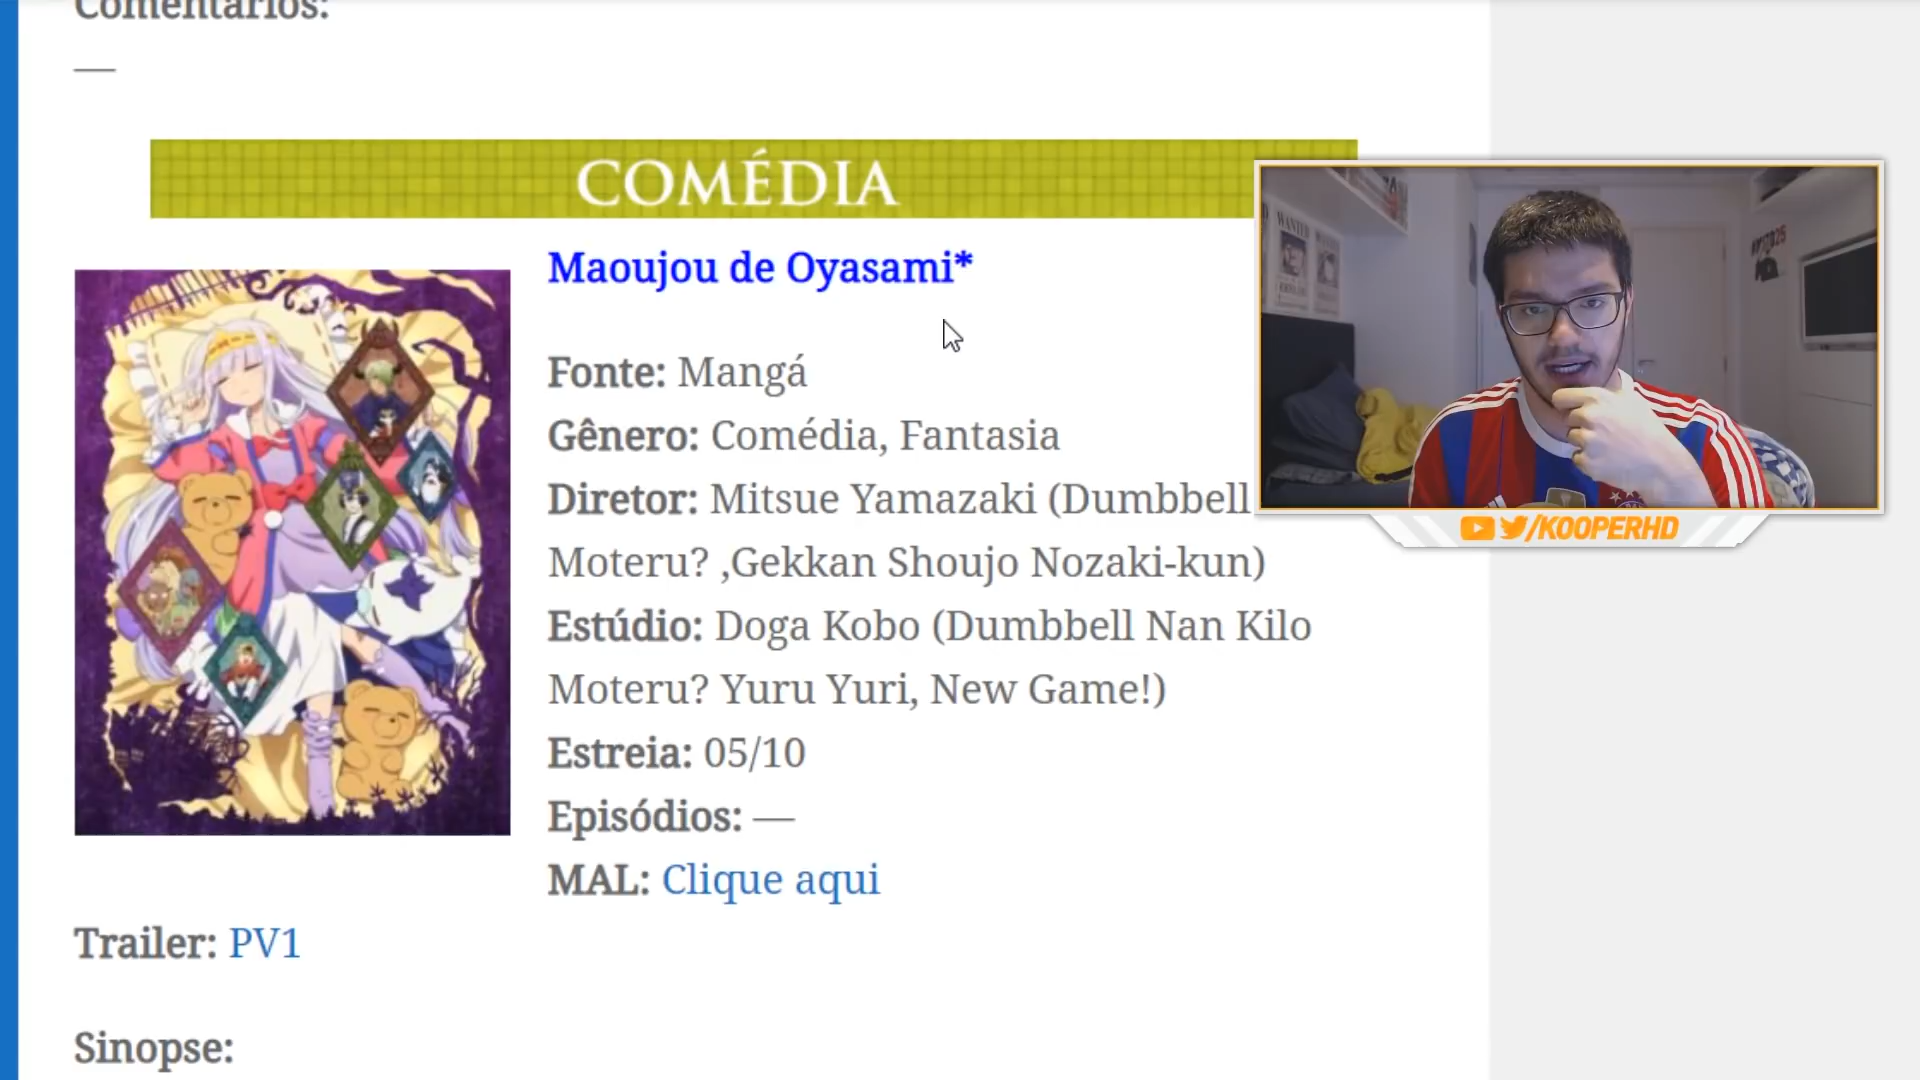 Comentários:
—
COMÉDIA
Maoujou de Oyasami*
Fonte: Mangá
Gênero: Comédia, Fantasia
Diretor: Mitsue Yamazaki (Dumbbell
Moteru? ,Gekkan Shoujo Nozaki-kun)
Estúdio: Doga Kobo (Dumbbell Nan Kilo
Moteru? Yuru Yuri, New Game!)
Estreia: 05/10
Episódios: —
MAL: Clique aqui
Trailer: PV1
Sinopse:
WANTED
/KOOPERHD